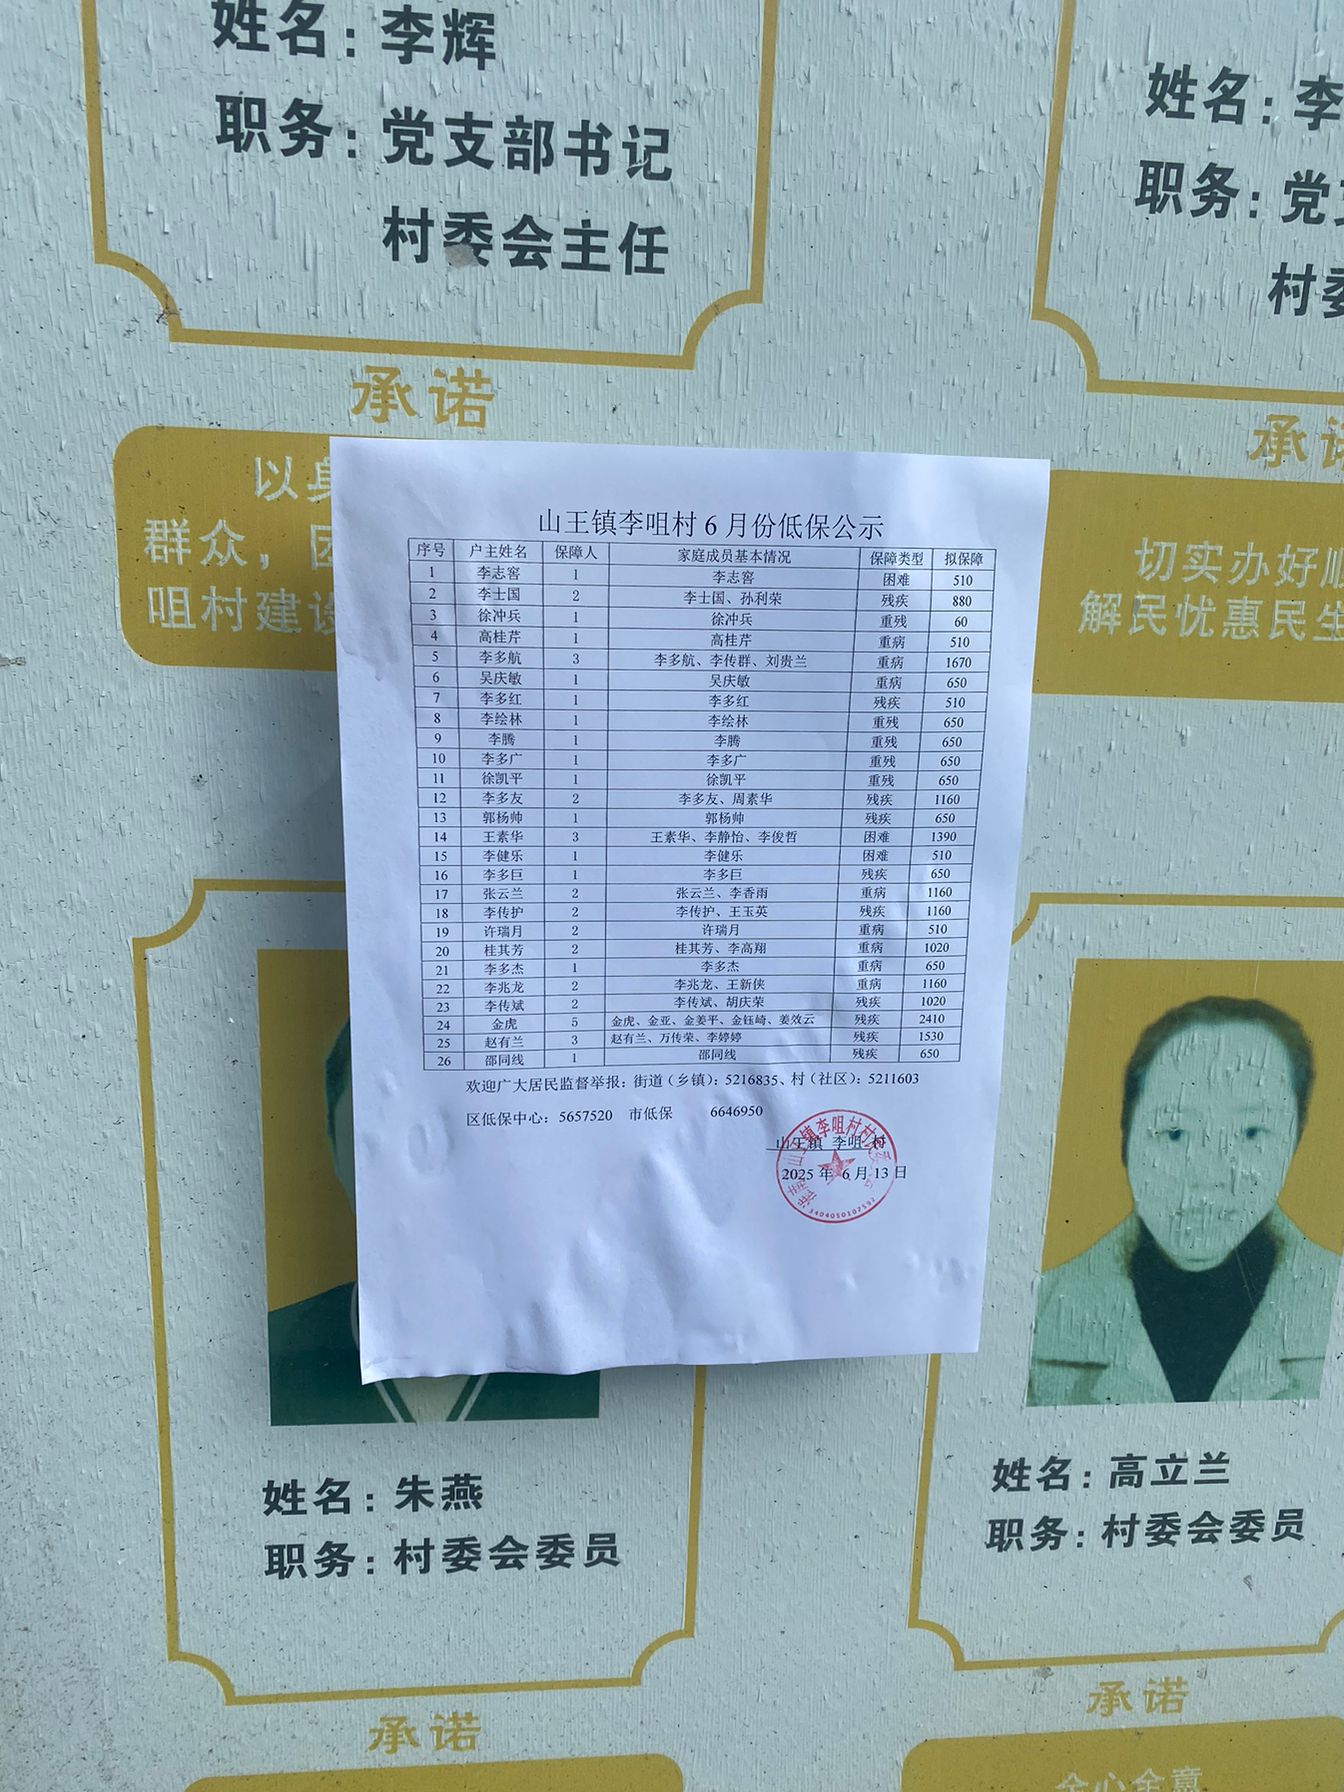 姓名：李辉
职务：党支部书记
村委会主任
姓名：李
职务：党
村委
承诺
承诺
以身
群众，团
咀村建设
切实办好顺
解民忧惠民生
山王镇李咀村6月份低保公示
序号 户主姓名 保障人 家庭成员基本情况 保障类型 拟保障
1 李志窑 1 李志窑 困难 510
2 李士国 2 李士国、孙利荣 残疾 880
3 徐冲兵 1 徐冲兵 重残 60
4 高桂芹 1 高桂芹 重病 510
5 李多航 3 李多航、李传群、刘贵兰 重病 1670
6 吴庆敏 1 吴庆敏 重病 650
7 李多红 1 李多红 残疾 510
8 李绘林 1 李绘林 重残 650
9 李腾 1 李腾 重残 650
10 李多广 1 李多广 重残 650
11 徐凯平 1 徐凯平 重残 650
12 李多友 2 李多友、周素华 残疾 1160
13 郭杨帅 1 郭杨帅 残疾 650
14 王素华 3 王素华、李静怡、李俊哲 困难 1390
15 李健乐 1 李健乐 困难 510
16 李多巨 1 李多巨 残疾 650
17 张云兰 2 张云兰、李香雨 重病 1160
18 李传护 2 李传护、王玉英 残疾 1160
19 许瑞月 2 许瑞月 重病 510
20 桂其芳 2 桂其芳、李高翔 重病 1020
21 李多杰 1 李多杰 重病 650
22 李兆龙 2 李兆龙、王新侠 重病 1160
23 李传斌 2 李传斌、胡庆荣 残疾 1020
24 金虎 5 金虎、金亚、金姜平、金钰崎、姜效云 残疾 2410
25 赵有兰 3 赵有兰、万传荣、李婷婷 残疾 1530
26 邵同线 1 邵同线 残疾 650
欢迎广大居民监督举报：街道（乡镇）：5216835、村（社区）：5211603
区低保中心：5657520 市低保 6646950
山王镇 李咀 村
2025年6月13日
姓名：朱燕
职务：村委会委员
姓名：高立兰
职务：村委会委员
承诺
承诺
全心全意